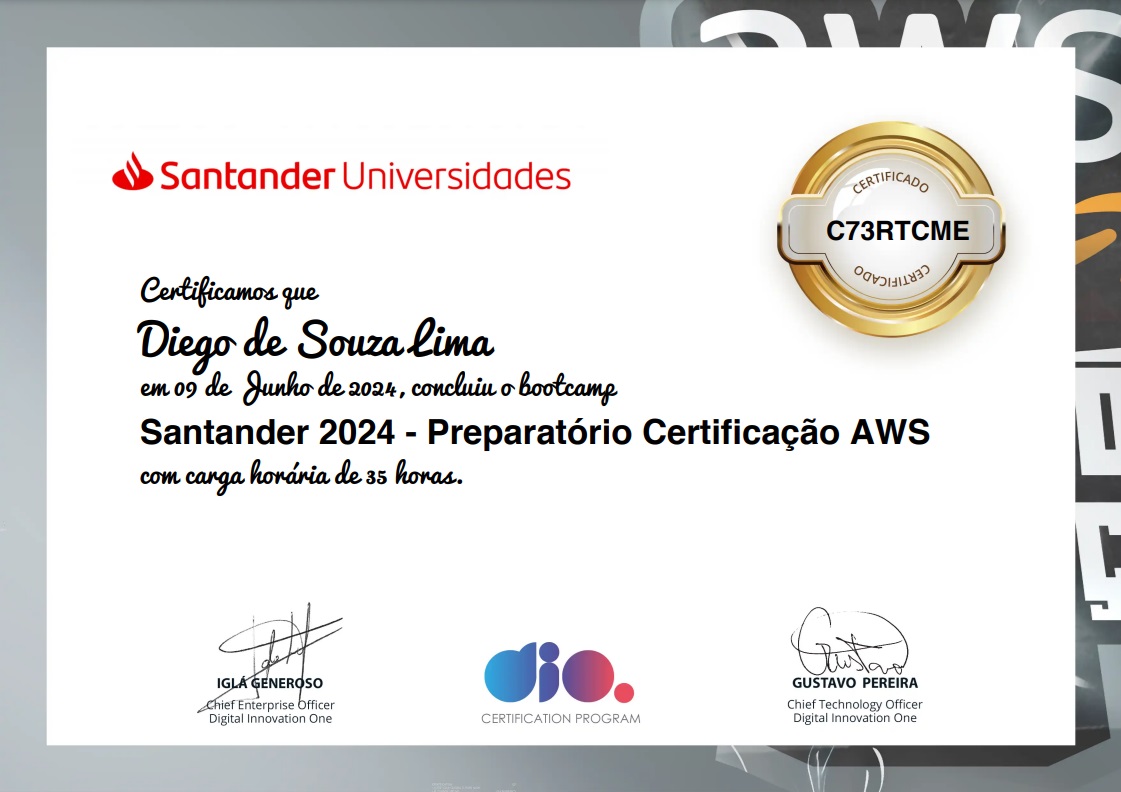 aws
Santander Universidades
CERTIFICADO
C73RTCME
CERTIFICADO
Certificamos que
Diego de Souza Lima
em 09 de Junho de 2024, concluiu o bootcamp
Santander 2024 - Preparatório Certificação AWS
com carga horária de 35 horas.
IGLÁ GENEROSO
Chief Enterprise Officer
Digital Innovation One
dio.
CERTIFICATION PROGRAM
Gustavo
GUSTAVO PEREIRA
Chief Technology Officer
Digital Innovation One